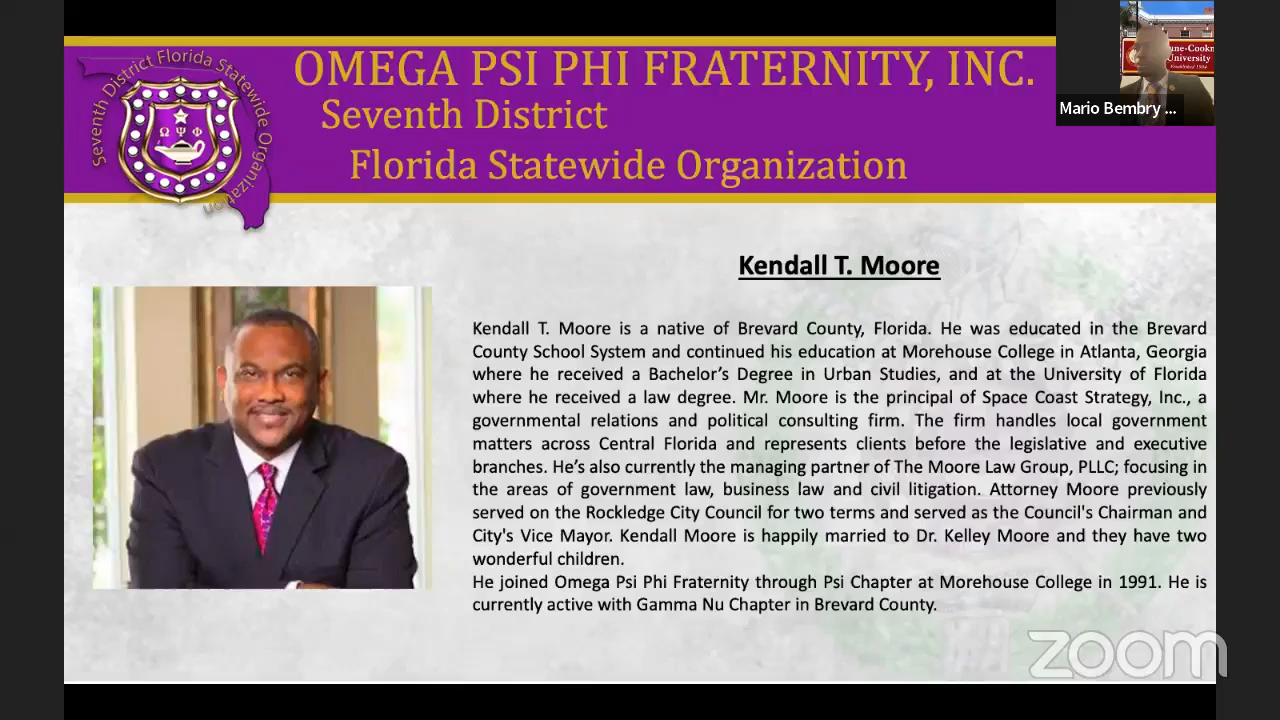 OMEGA PSI PHI FRATERNITY, INC.
Seventh District
Florida Statewide Organization
Seventh District Florida Statewide Organization
Ω Ψ Φ
University
Mario Bembry ...
Kendall T. Moore
Kendall T. Moore is a native of Brevard County, Florida. He was educated in the Brevard
County School System and continued his education at Morehouse College in Atlanta, Georgia
where he received a Bachelor’s Degree in Urban Studies, and at the University of Florida
where he received a law degree. Mr. Moore is the principal of Space Coast Strategy, Inc., a
governmental relations and political consulting firm. The firm handles local government
matters across Central Florida and represents clients before the legislative and executive
branches. He’s also currently the managing partner of The Moore Law Group, PLLC; focusing in
the areas of government law, business law and civil litigation. Attorney Moore previously
served on the Rockledge City Council for two terms and served as the Council's Chairman and
City's Vice Mayor. Kendall Moore is happily married to Dr. Kelley Moore and they have two
wonderful children.
He joined Omega Psi Phi Fraternity through Psi Chapter at Morehouse College in 1991. He is
currently active with Gamma Nu Chapter in Brevard County.
zoom